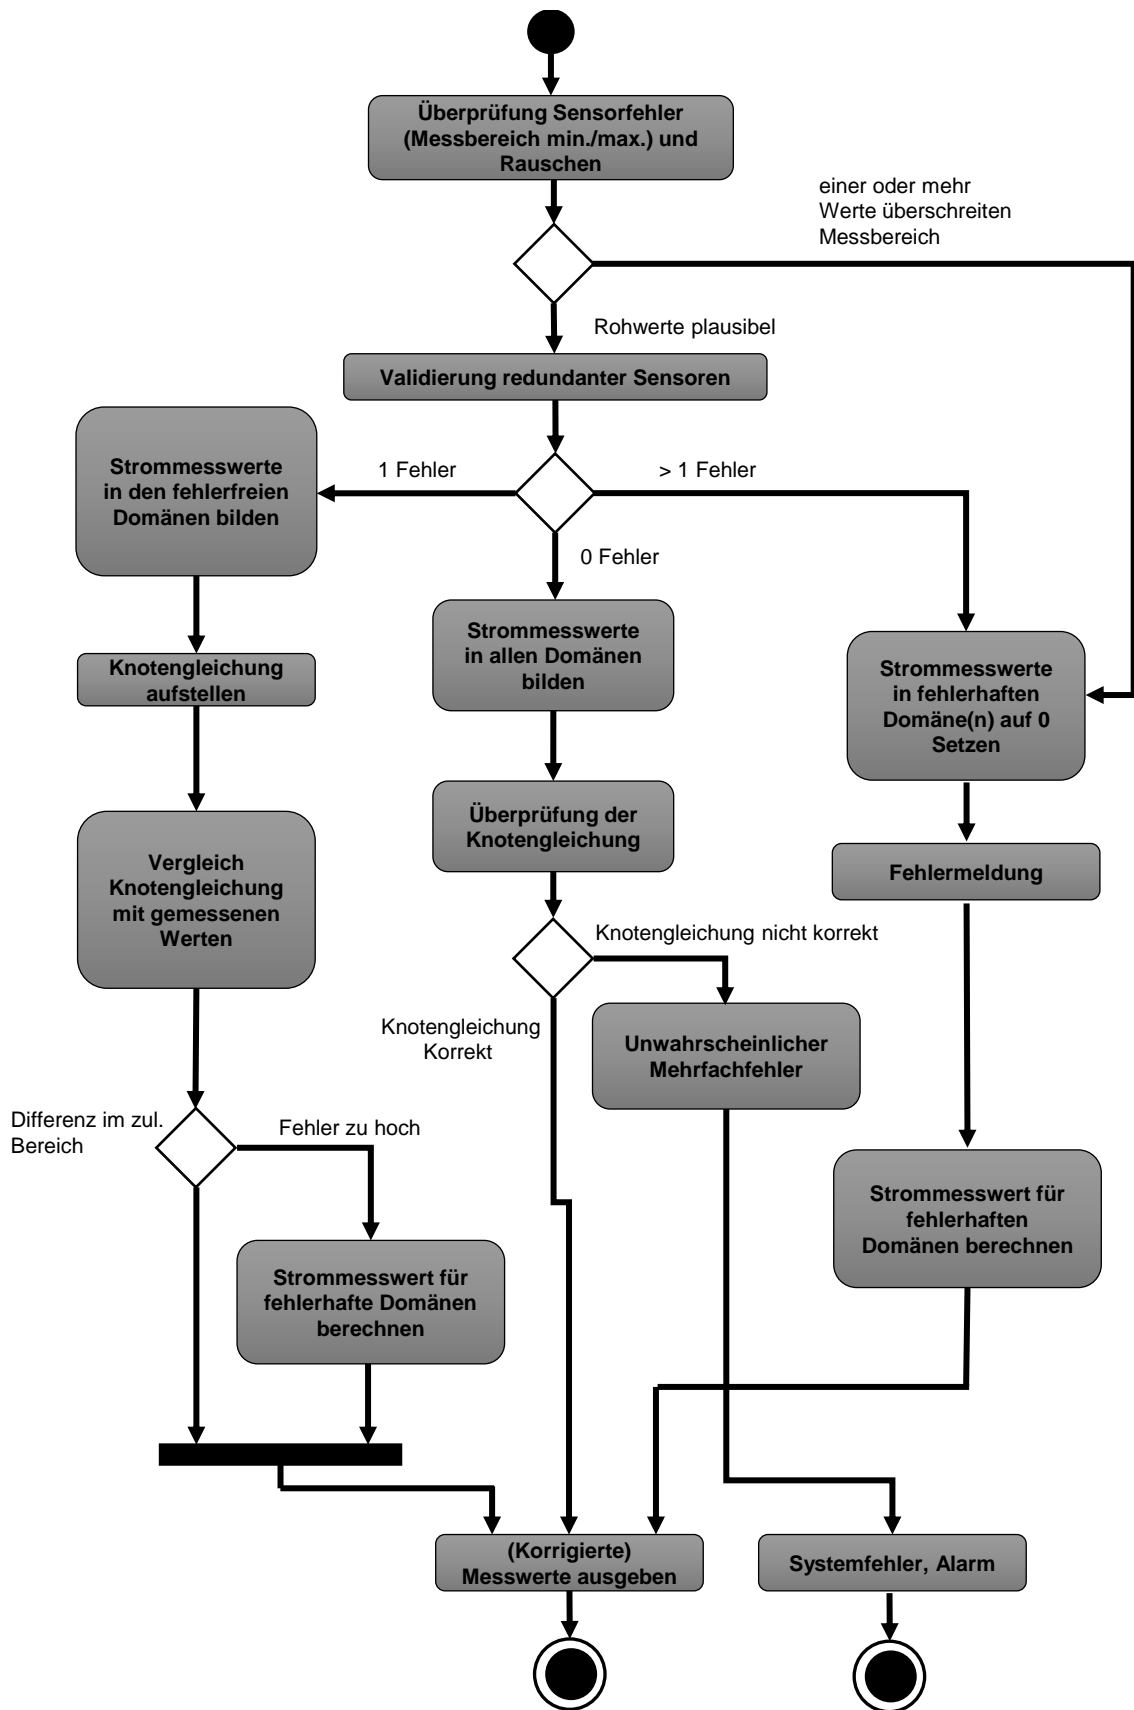 Überprüfung Sensorfehler
(Messbereich min./max.) und
Rauschen
einer oder mehr
Werte überschreiten
Messbereich
Rohwerte plausibel
Validierung redundanter Sensoren
Strommesswerte
in den fehlerfreien
Domänen bilden
1 Fehler
> 1 Fehler
0 Fehler
Strommesswerte
in allen Domänen
bilden
Knotengleichung
aufstellen
Strommesswerte
in fehlerhaften
Domäne(n) auf 0
Setzen
Überprüfung der
Knotengleichung
Vergleich
Knotengleichung
mit gemessenen
Werten
Fehlermeldung
Knotengleichung nicht korrekt
Knotengleichung
Korrekt
Unwahrscheinlicher
Mehrfachfehler
Differenz im zul.
Bereich
Fehler zu hoch
Strommesswert für
fehlerhaften
Domänen berechnen
Strommesswert für
fehlerhafte Domänen
berechnen
(Korrigierte)
Messwerte ausgeben
Systemfehler, Alarm